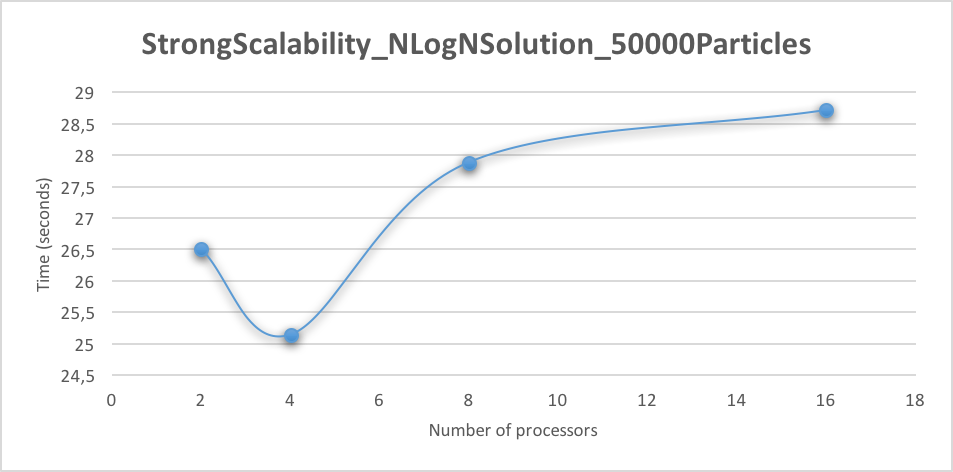 StrongScalability_NLogNSolution_50000Particles
29
28,5
28
27,5
27
26,5
26
25,5
25
24,5
Time (seconds)
0 2 4 6 8 10 12 14 16 18
Number of processors